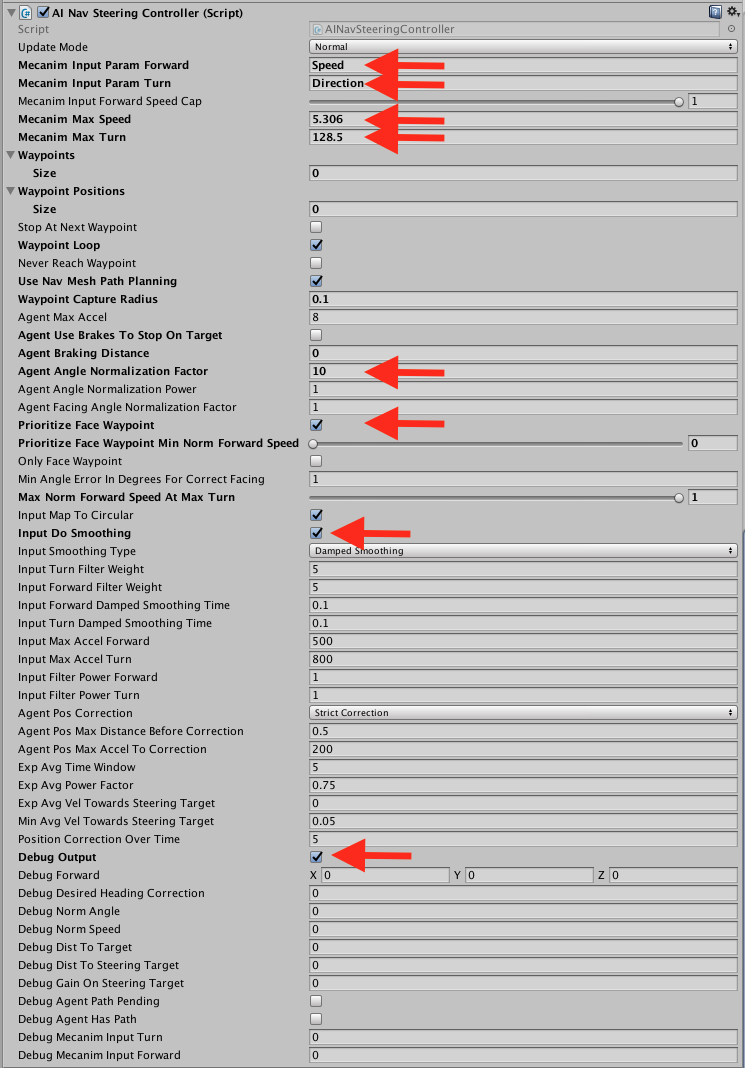 AI Nav Steering Controller (Script)
Script AINavSteeringController
Update Mode Normal
Mecanim Input Param Forward Speed
Mecanim Input Param Turn Direction
Mecanim Input Forward Speed Cap 1
Mecanim Max Speed 5.306
Mecanim Max Turn 128.5
Waypoints
Size 0
Waypoint Positions
Size 0
Stop At Next Waypoint
Waypoint Loop
Never Reach Waypoint
Use Nav Mesh Path Planning
Waypoint Capture Radius 0.1
Agent Max Accel 8
Agent Use Brakes To Stop On Target
Agent Braking Distance 0
Agent Angle Normalization Factor 10
Agent Angle Normalization Power 1
Agent Facing Angle Normalization Factor 1
Prioritize Face Waypoint
Prioritize Face Waypoint Min Norm Forward Speed 0
Only Face Waypoint
Min Angle Error In Degrees For Correct Facing 1
Max Norm Forward Speed At Max Turn 1
Input Map To Circular
Input Do Smoothing
Input Smoothing Type Damped Smoothing
Input Turn Filter Weight 5
Input Forward Filter Weight 5
Input Forward Damped Smoothing Time 0.1
Input Turn Damped Smoothing Time 0.1
Input Max Accel Forward 500
Input Max Accel Turn 800
Input Filter Power Forward 1
Input Filter Power Turn 1
Agent Pos Correction Strict Correction
Agent Pos Max Distance Before Correction 0.5
Agent Pos Max Accel To Correction 200
Exp Avg Time Window 5
Exp Avg Power Factor 0.75
Exp Avg Vel Towards Steering Target 0
Min Avg Vel Towards Steering Target 0.05
Position Correction Over Time 5
Debug Output
Debug Forward X 0 Y 0 Z 0
Debug Desired Heading Correction 0
Debug Norm Angle 0
Debug Norm Speed 0
Debug Dist To Target 0
Debug Dist To Steering Target 0
Debug Gain On Steering Target 0
Debug Agent Path Pending
Debug Agent Has Path
Debug Mecanim Input Turn 0
Debug Mecanim Input Forward 0